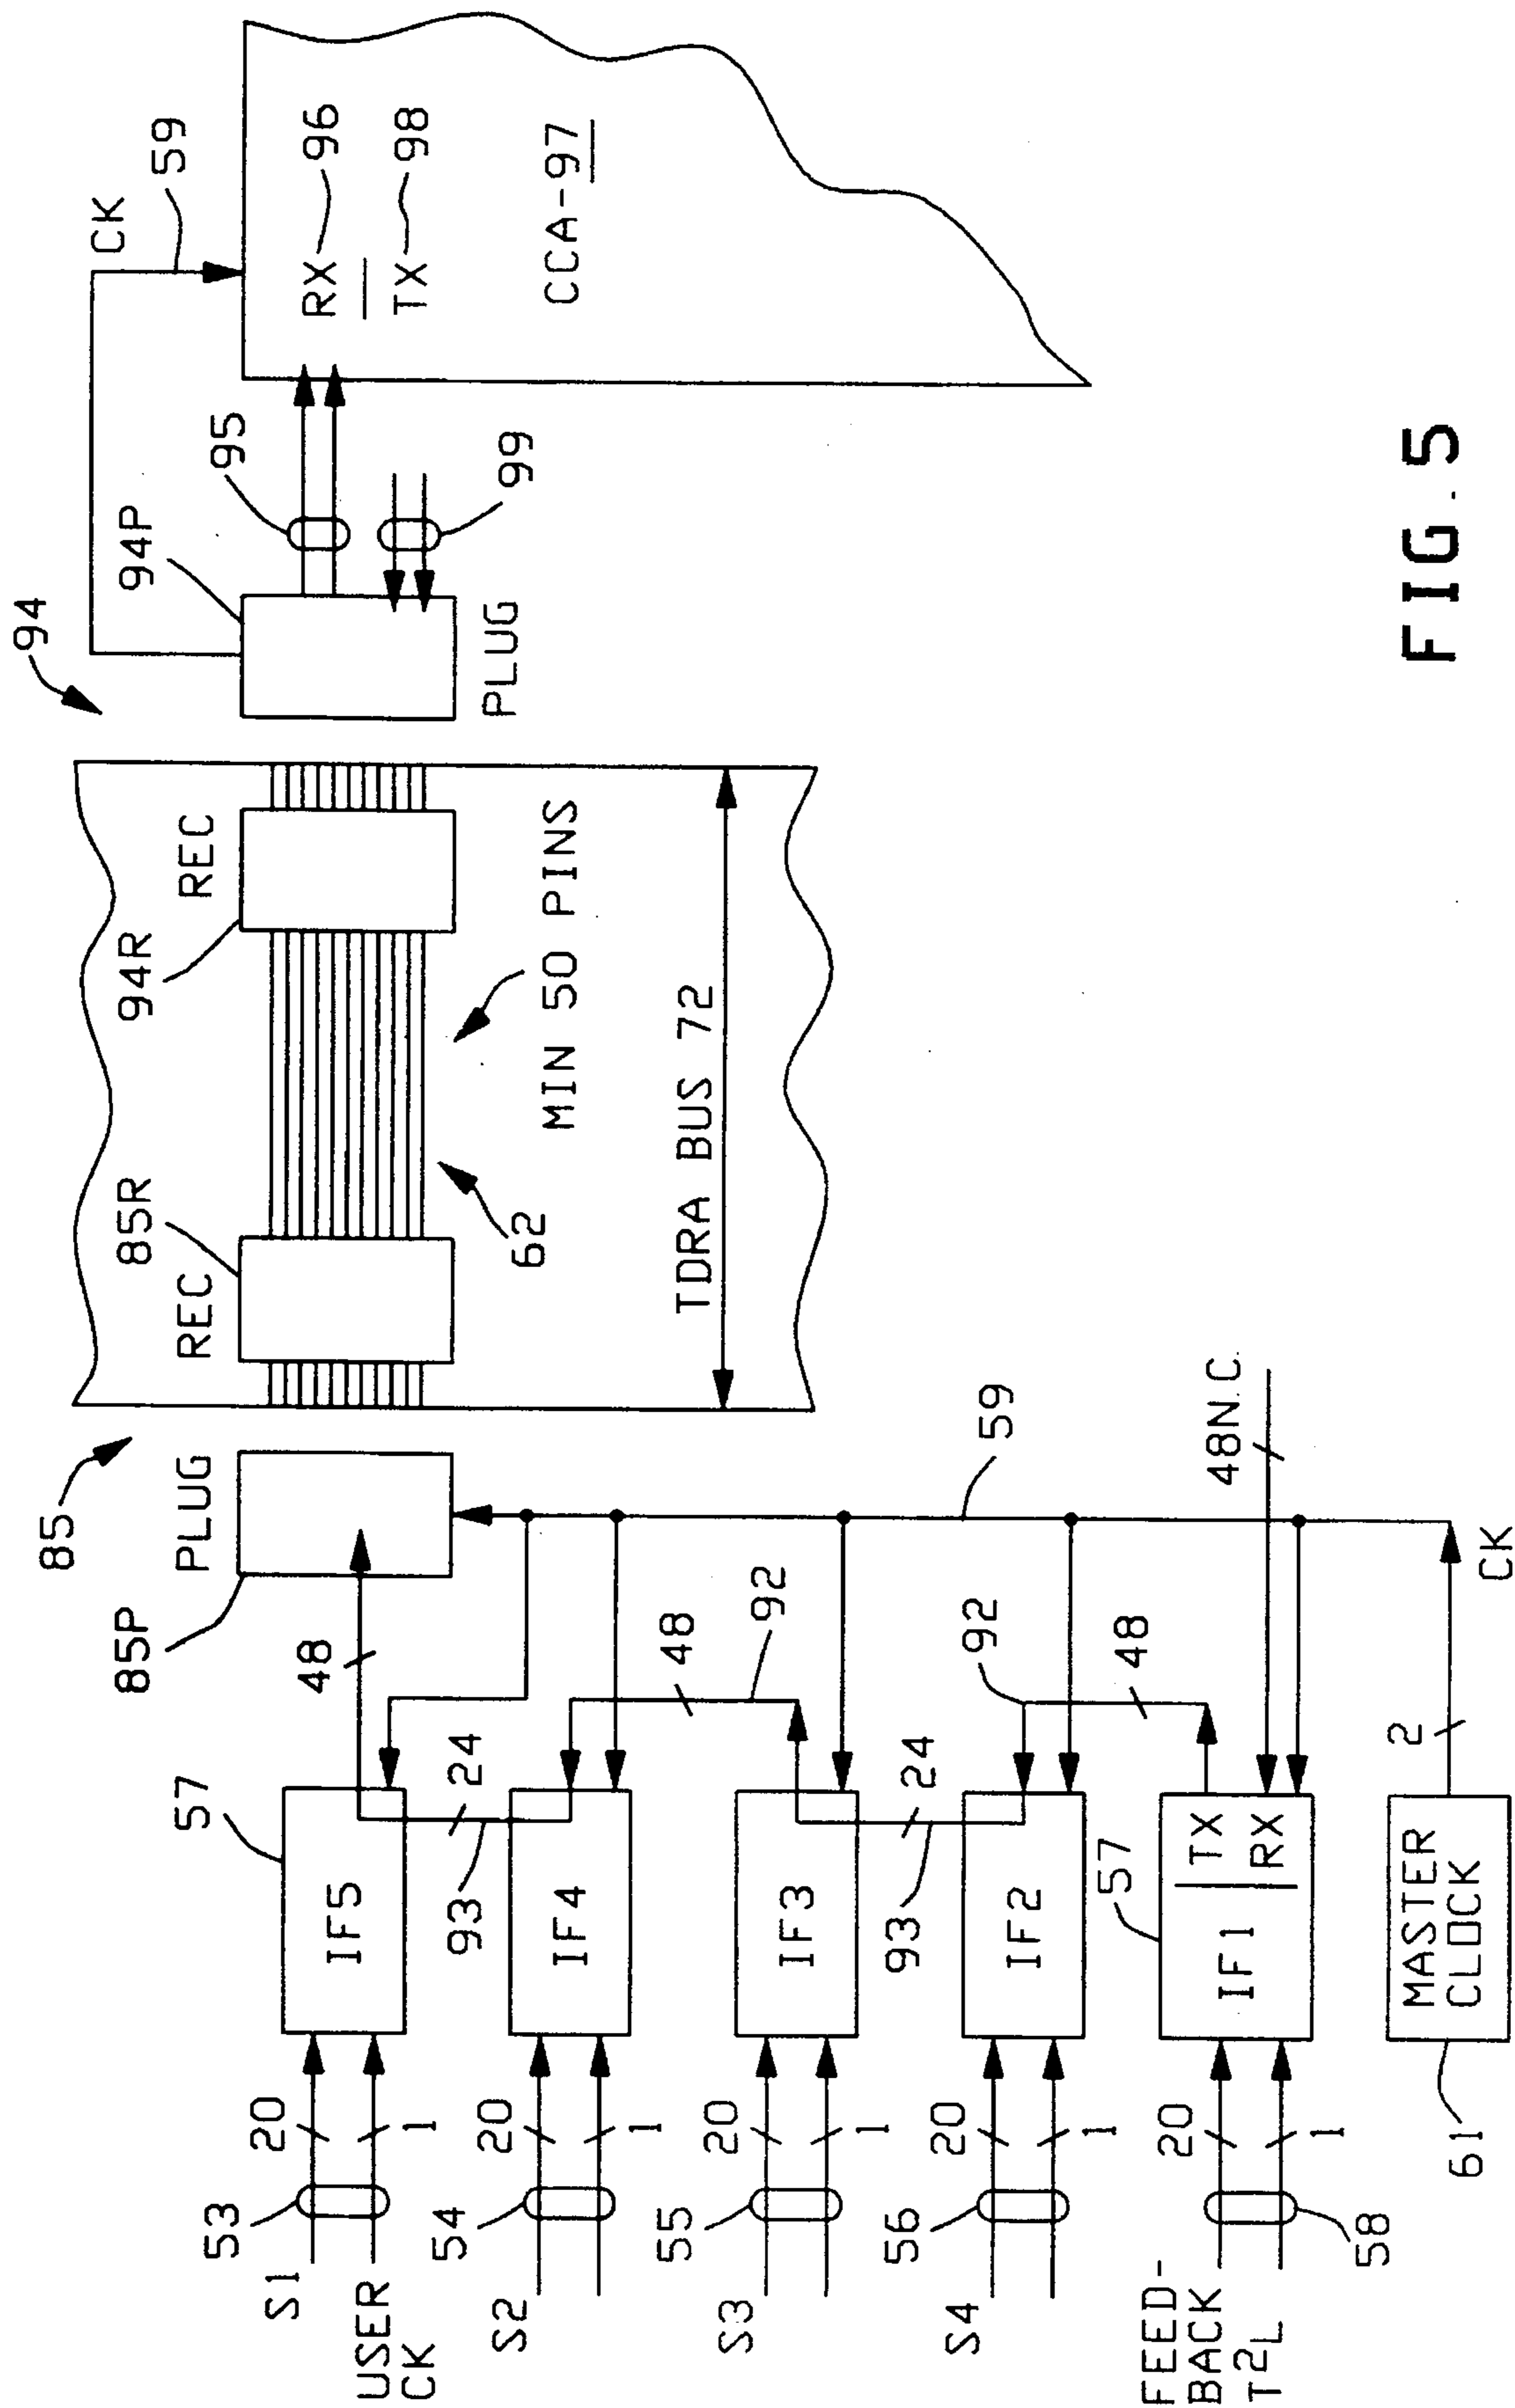 94
59
CK
94P
95
RX
96
TX
98
CCA-97
99
PLUG
85
85R
94R
REC
REC
MIN 50 PINS
62
TDRA BUS 72
PLUG
85P
57
48
53
S1
20
IF5
USER
CK
1
24
93
54
S2
20
IF4
1
48
92
55
S3
20
IF3
1
24
93
92
59
56
S4
20
IF2
1
48
57
48N.C.
FEED-
BACK
T2L
20
IF1
TX
RX
1
58
61
MASTER
CLOCK
2
CK
FIG. 5